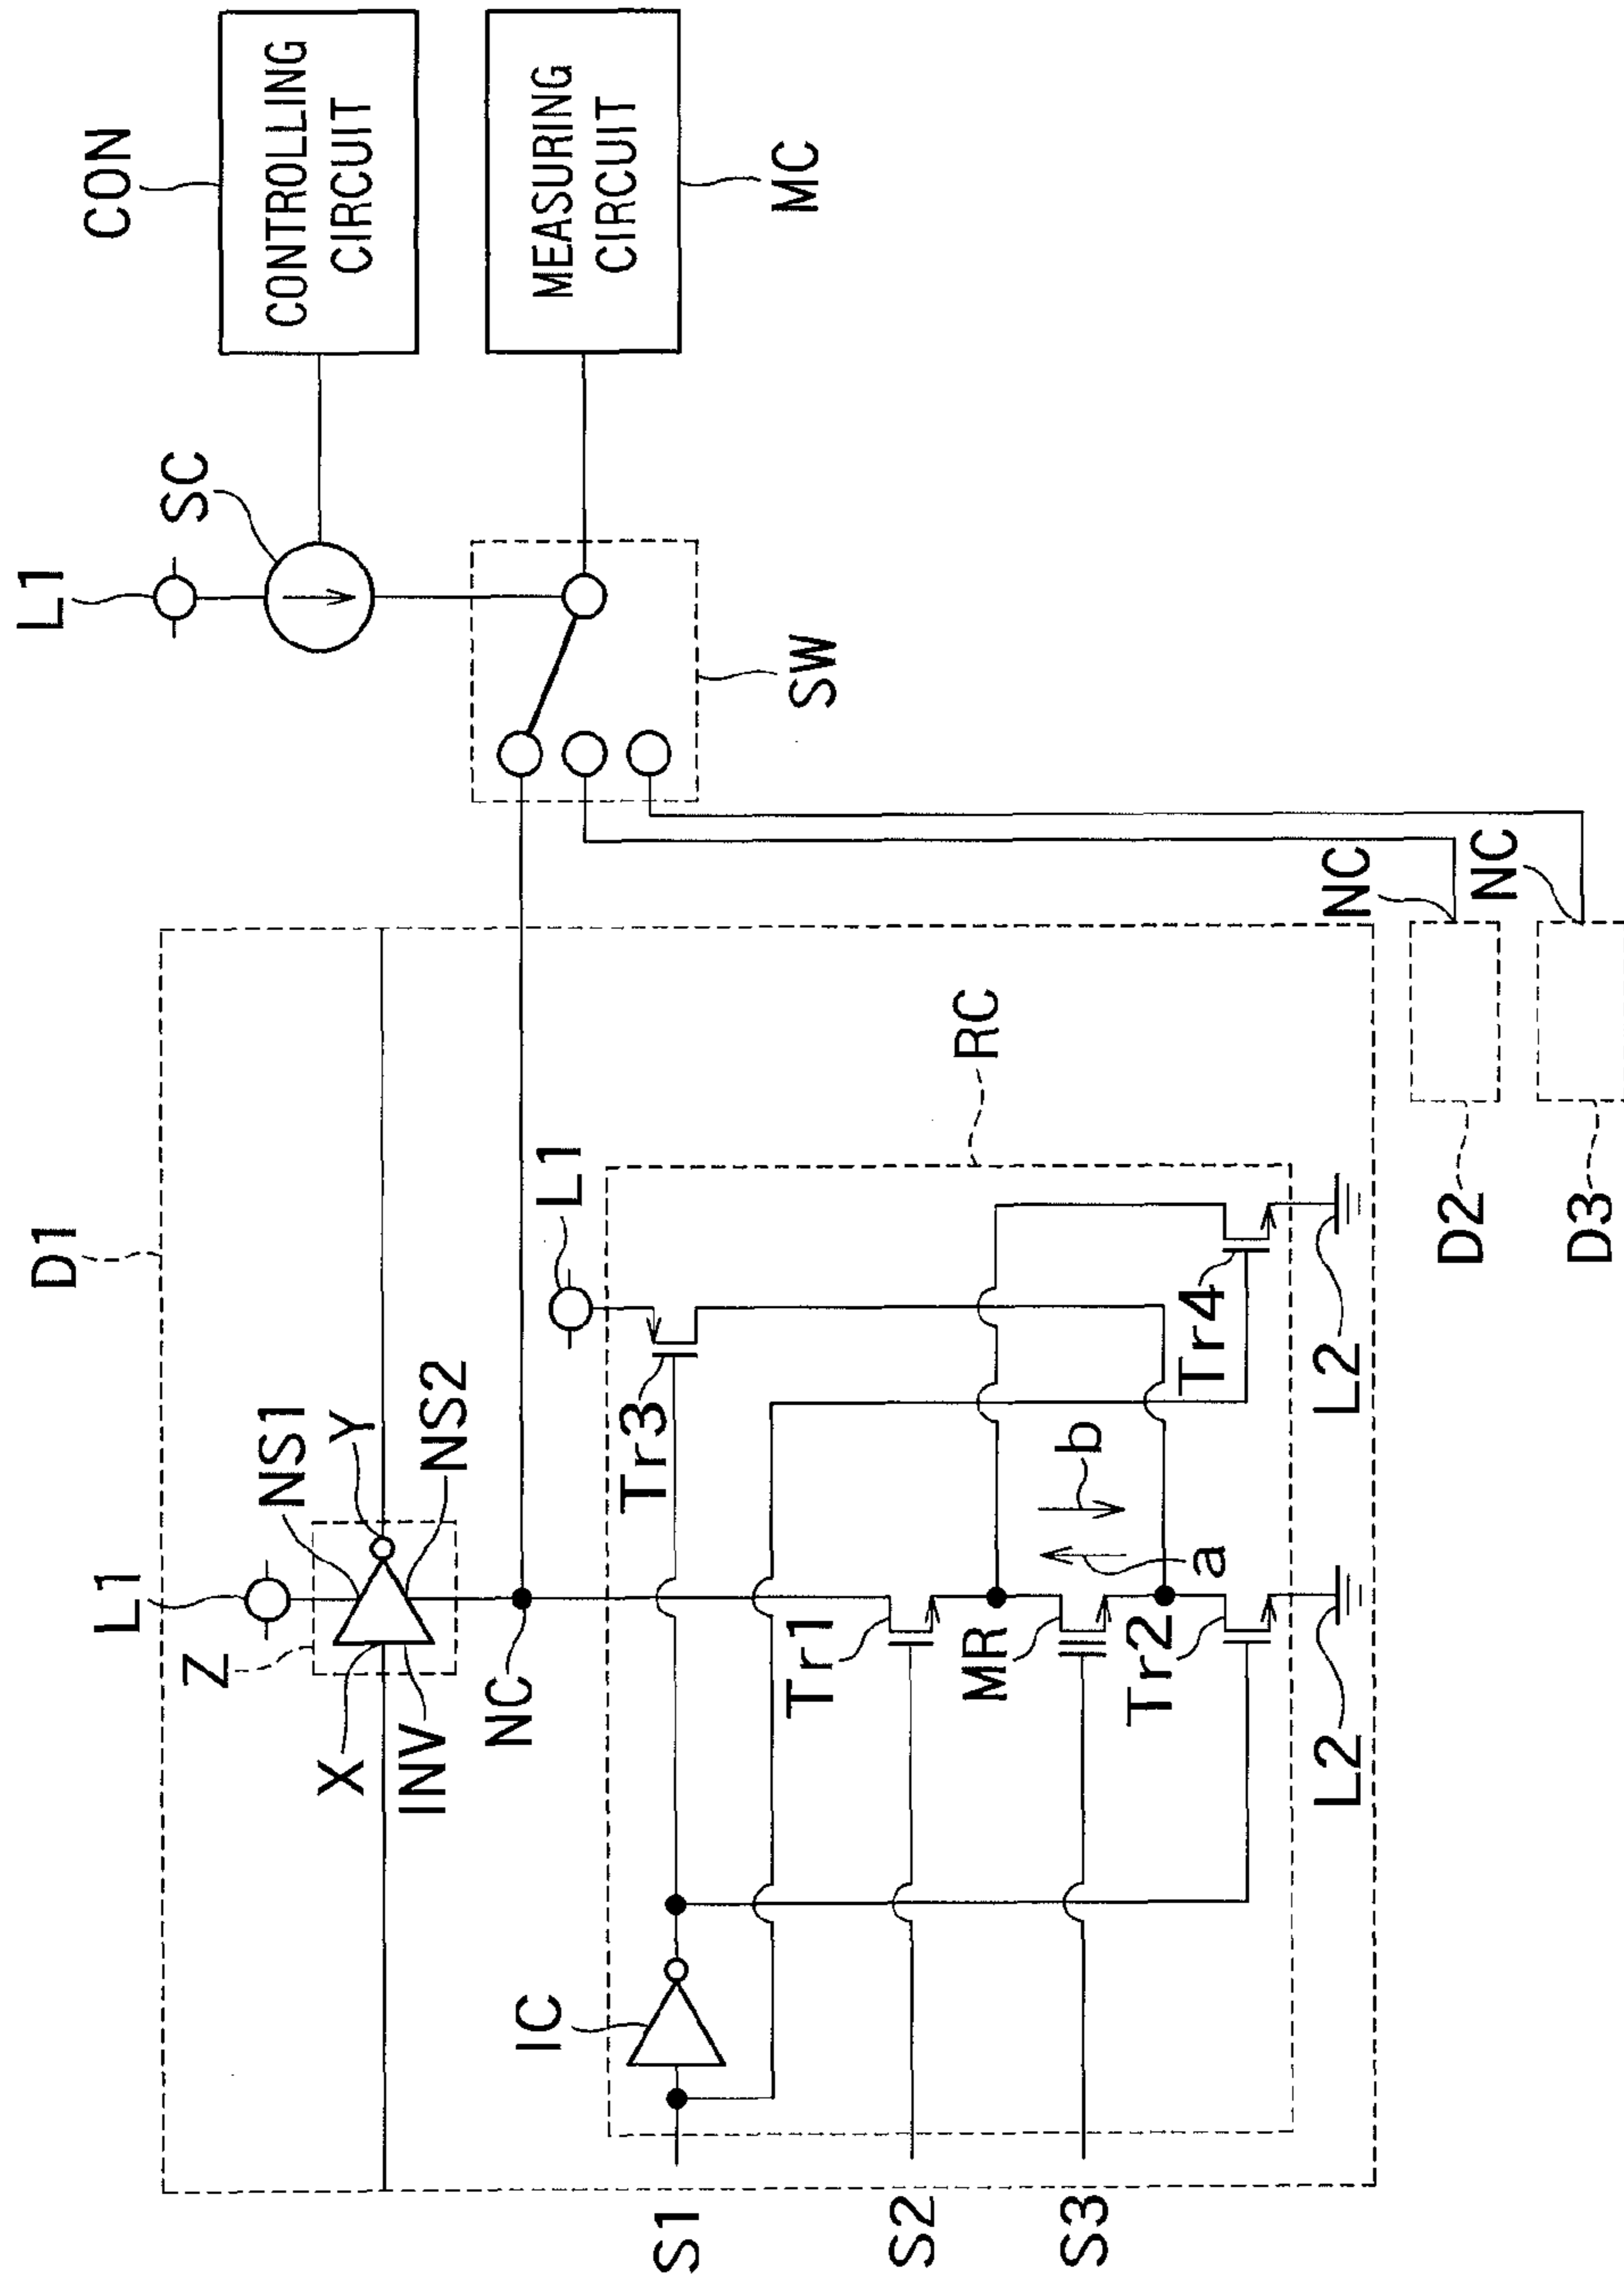 CON
CONTROLLING
CIRCUIT
MEASURING
CIRCUIT
MC
L1
SC
SW
D1
L1
Z
NS1
Y
NS2
X
INV
NC
L1
RC
Tr3
Tr4
L2
b
a
Tr1
MR
Tr2
L2
IC
S1
S2
S3
NC
NC
D2
D3